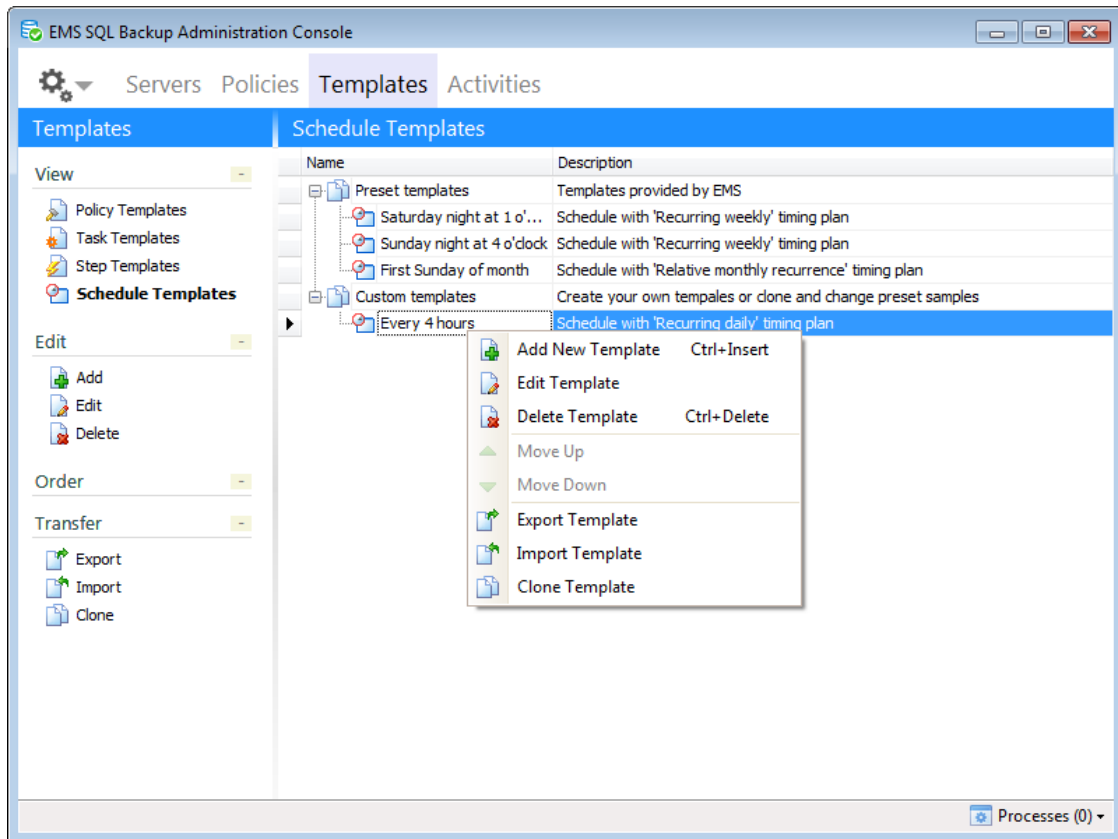 EMS SQL Backup Administration Console
Servers Policies Templates Activities
Templates
Schedule Templates
View
Policy Templates
Task Templates
Step Templates
Schedule Templates
Edit
Add
Edit
Delete
Order
Transfer
Export
Import
Clone
Name Description
Preset templates Templates provided by EMS
Saturday night at 1 o'... Schedule with 'Recurring weekly' timing plan
Sunday night at 4 o'clock Schedule with 'Recurring weekly' timing plan
First Sunday of month Schedule with 'Relative monthly recurrence' timing plan
Custom templates Create your own tempales or clone and change preset samples
Every 4 hours Schedule with 'Recurring daily' timing plan
Add New Template Ctrl+Insert
Edit Template
Delete Template Ctrl+Delete
Move Up
Move Down
Export Template
Import Template
Clone Template
Processes (0)